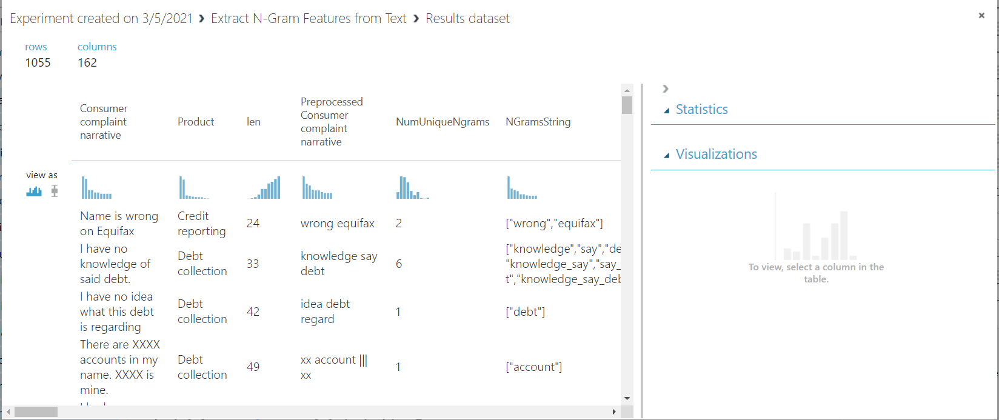 Experiment created on 3/5/2021 ❯ Extract N-Gram Features from Text ❯ Results dataset
rows
columns
1055
162
Consumer
complaint
narrative
Product
len
Preprocessed
Consumer
complaint
narrative
NumUniqueNgrams
NGramsString
view as
Name is wrong
on Equifax
Credit
reporting
24
wrong equifax
2
["wrong","equifax"]
I have no
knowledge of
said debt.
Debt
collection
33
knowledge say
debt
6
["knowledge","say","de
"knowledge_say","say_
t","knowledge_say_deb
I have no idea
what this debt
is regarding
Debt
collection
42
idea debt
regard
1
["debt"]
There are XXXX
accounts in my
name. XXXX is
mine.
Debt
collection
49
xx account |||
xx
1
["account"]
Statistics
Visualizations
To view, select a column in the
table.